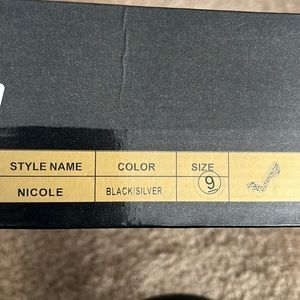 STYLE NAME COLOR SIZE
NICOLE BLACK/SILVER 9